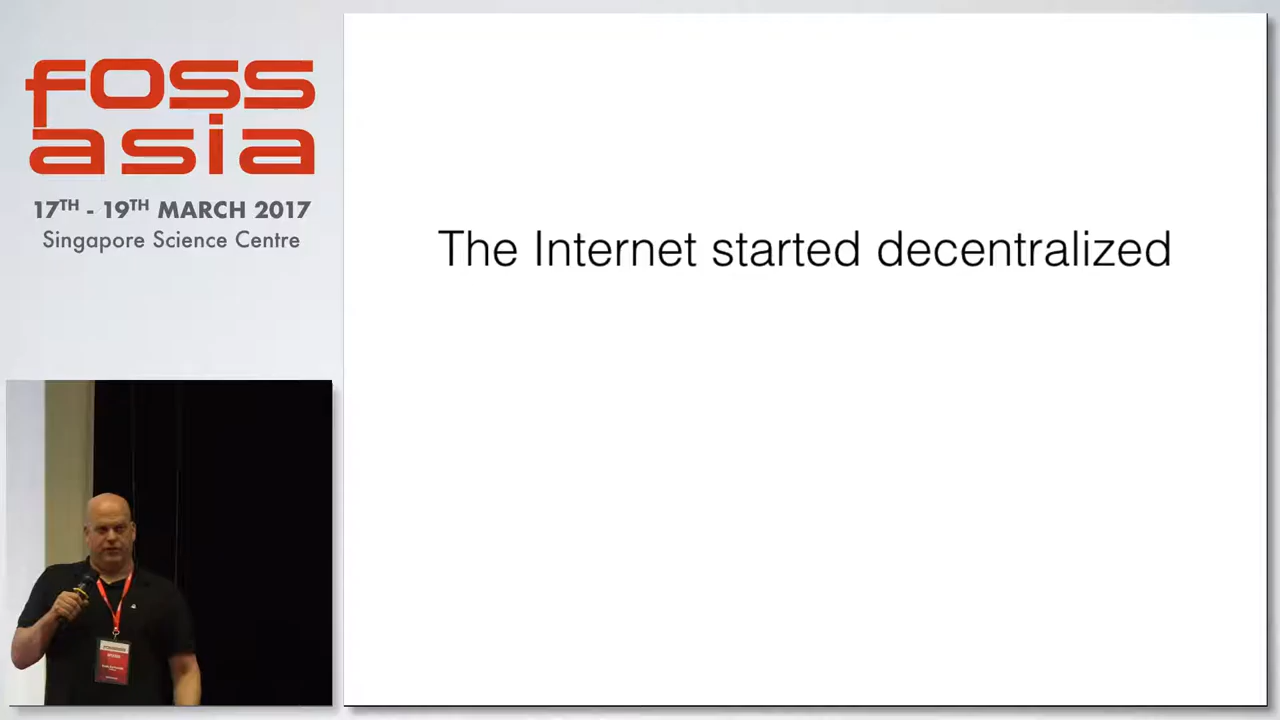 foss
asia
17TH - 19TH MARCH 2017
Singapore Science Centre
The Internet started decentralized